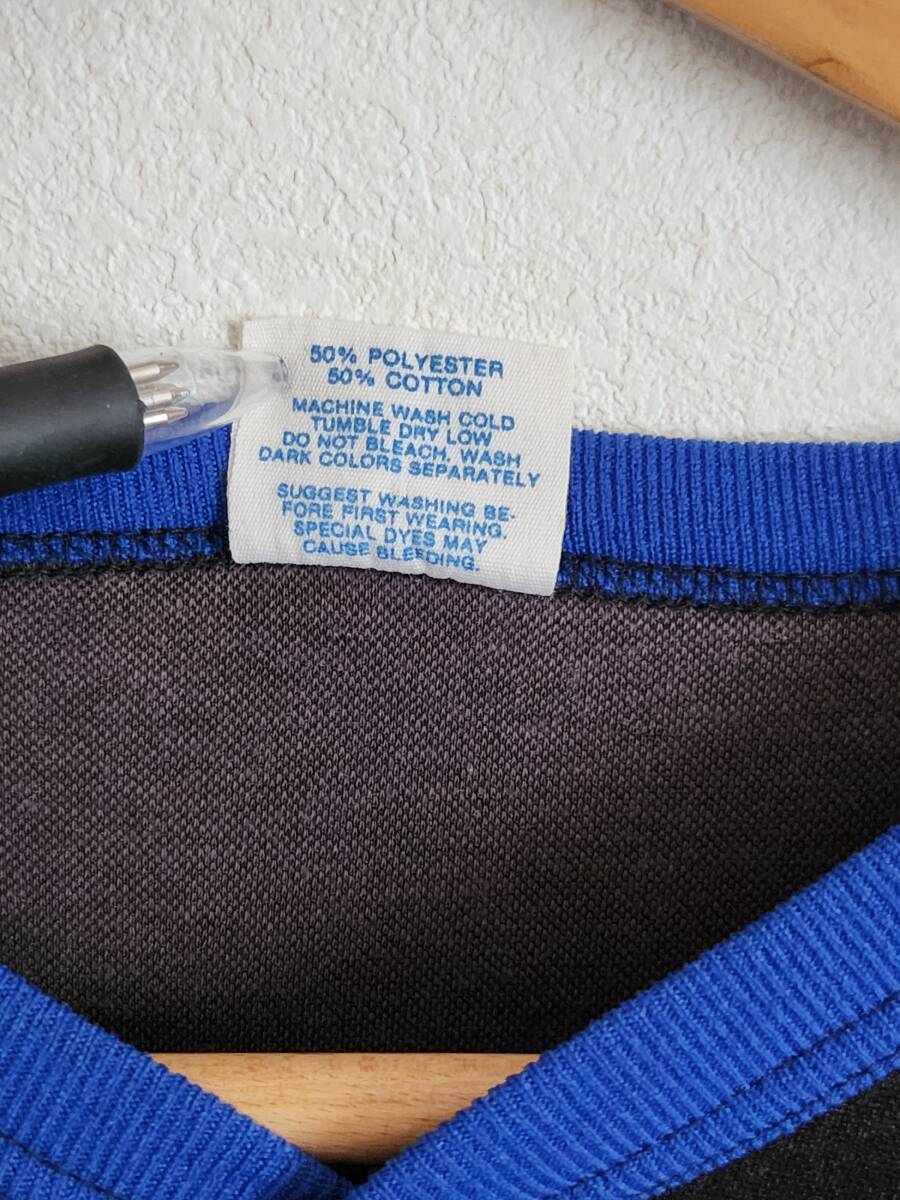 50% POLYESTER
50% COTTON
MACHINE WASH COLD
TUMBLE DRY LOW
DO NOT BLEACH. WASH
DARK COLORS SEPARATELY
SUGGEST WASHING BE-
FORE FIRST WEARING.
SPECIAL DYES MAY
CAUSE BLEEDING.